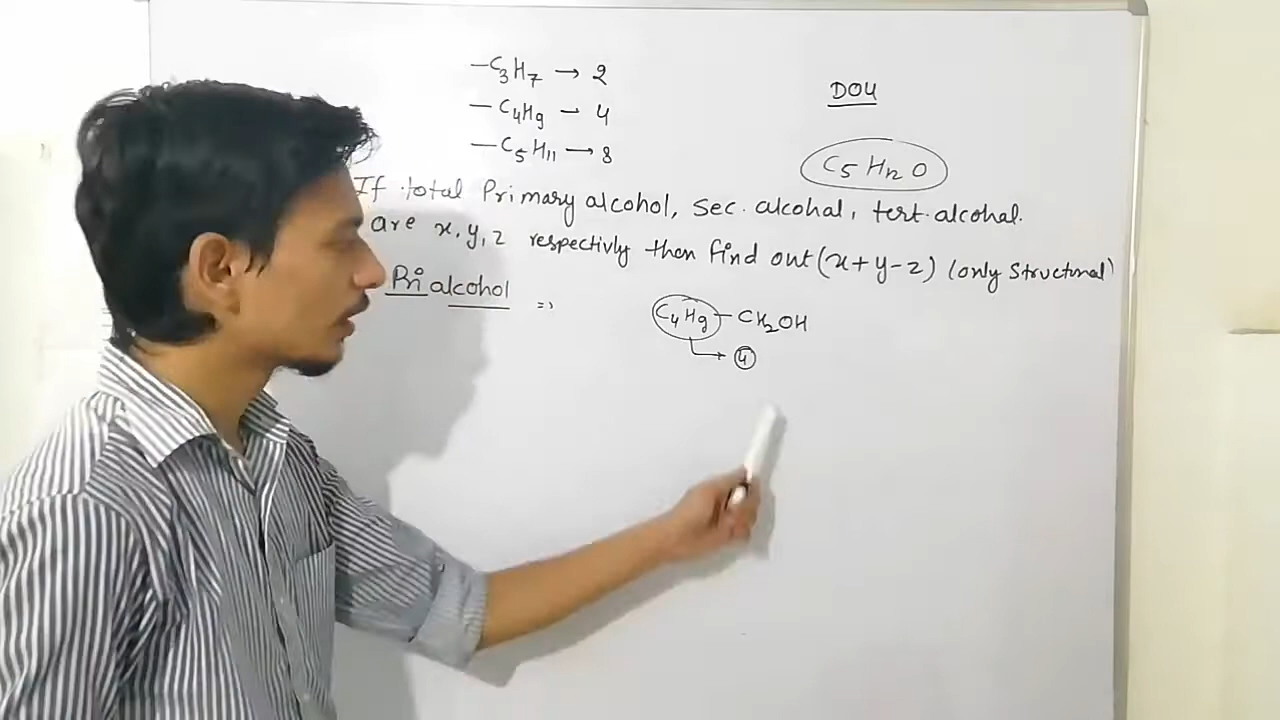 —C3H7 → 2
—C4H9 – 4
—C5H11 → 8
DOU
C5H12O
If total Primary alcohol, sec. alcohal, tert. alcohal.
are x, y, z respectivly then find out (x+y-z) (only Structural)
Pri alcohol =>
C4H9—CH2OH
4